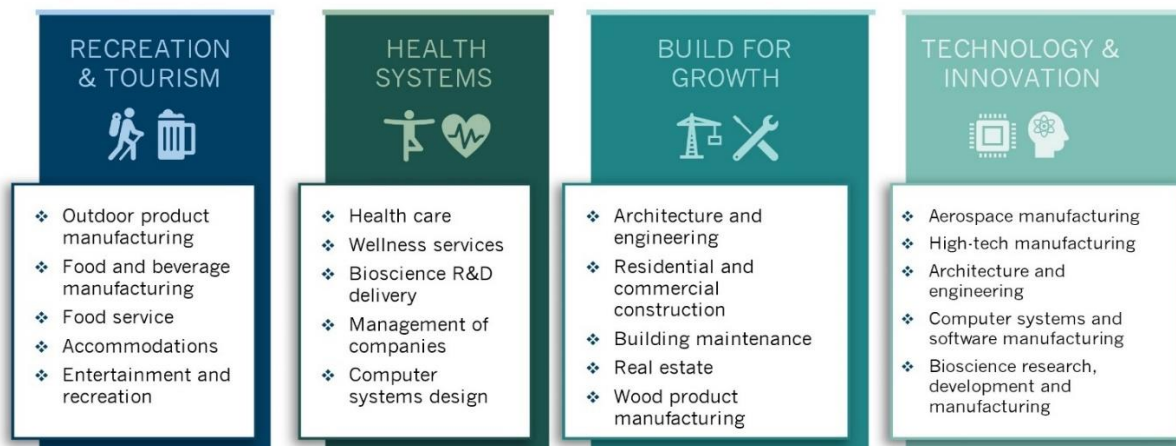 RECREATION
& TOURISM
❖ Outdoor product
manufacturing
❖ Food and beverage
manufacturing
❖ Food service
❖ Accommodations
❖ Entertainment and
recreation
HEALTH
SYSTEMS
❖ Health care
❖ Wellness services
❖ Bioscience R&D
delivery
❖ Management of
companies
❖ Computer
systems design
BUILD FOR
GROWTH
❖ Architecture and
engineering
❖ Residential and
commercial
construction
❖ Building maintenance
❖ Real estate
❖ Wood product
manufacturing
TECHNOLOGY &
INNOVATION
❖ Aerospace manufacturing
❖ High-tech manufacturing
❖ Architecture and
engineering
❖ Computer systems and
software manufacturing
❖ Bioscience research,
development and
manufacturing